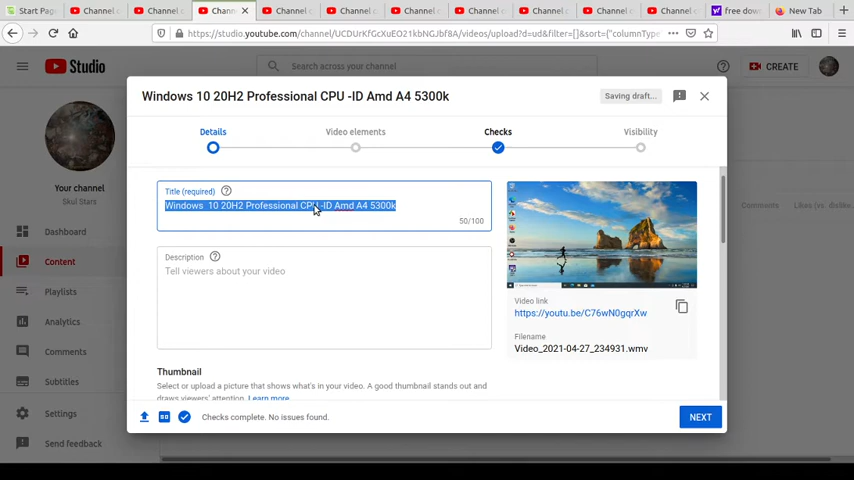 Start Page
Channel c
Channel
Channel
Channel c
Channel
Channel c
Channel c
Channel
Channel c
Channel c
free dow
New Tab
https://studio.youtube.com/channel/UCDUrKfGcXuEO21kbNGJbf8A/videos/upload?d=ud&filter=[]&sort={"columnType
Studio
Search across your channel
CREATE
Windows 10 20H2 Professional CPU -ID Amd A4 5300k
Saving draft...
Details
Video elements
Checks
Visibility
Title (required)
Windows 10 20H2 Professional CPU -ID Amd A4 5300k
50/100
Description
Tell viewers about your video
Video link
https://youtu.be/C76wN0gqrXw
Filename
Video_2021-04-27_234931.wmv
Thumbnail
Select or upload a picture that shows what's in your video. A good thumbnail stands out and
draws viewers' attention. Learn more
Checks complete. No issues found.
NEXT
Your channel
Skul Stars
Dashboard
Content
Playlists
Analytics
Comments
Subtitles
Settings
Send feedback
Comments
Likes (vs.